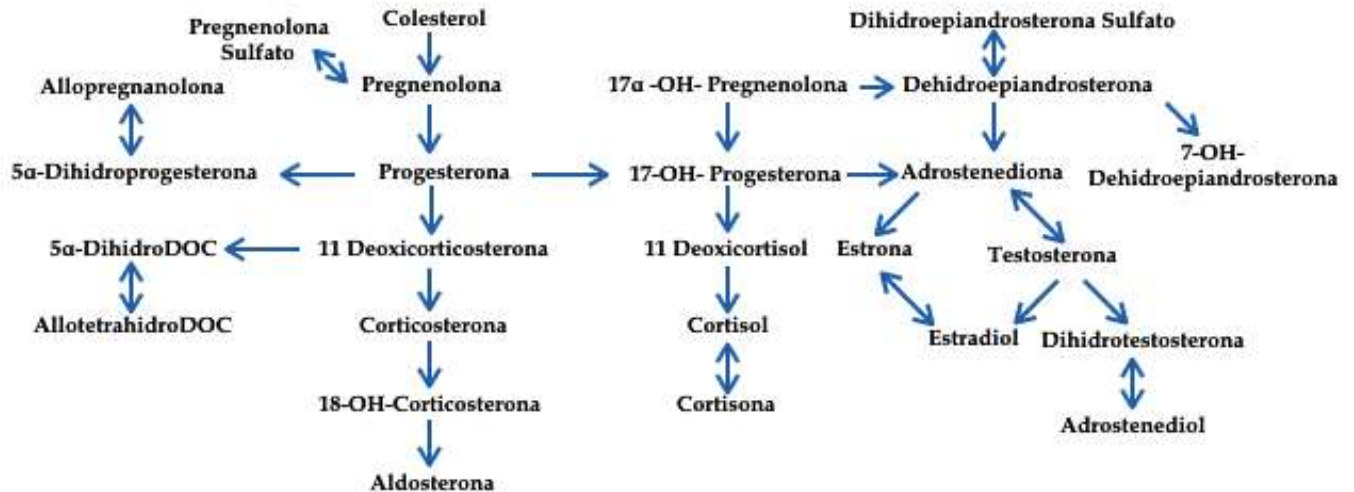 Colesterol
Dihidroepiandrosterona Sulfato
Pregnenolona
Sulfato
Allopregnanolona
Pregnenolona
17α -OH- Pregnenolona
Dehidroepiandrosterona
5α-Dihidroprogesterona
Progesterona
17-OH- Progesterona
Adrostenediona
7-OH-
Dehidroepiandrosterona
5α-DihidroDOC
11 Deoxicorticosterona
11 Deoxicortisol
Estrona
Testosterona
AllotetrahidroDOC
Corticosterona
Cortisol
Estradiol
Dihidrotestosterona
18-OH-Corticosterona
Cortisona
Adrostenediol
Aldosterona